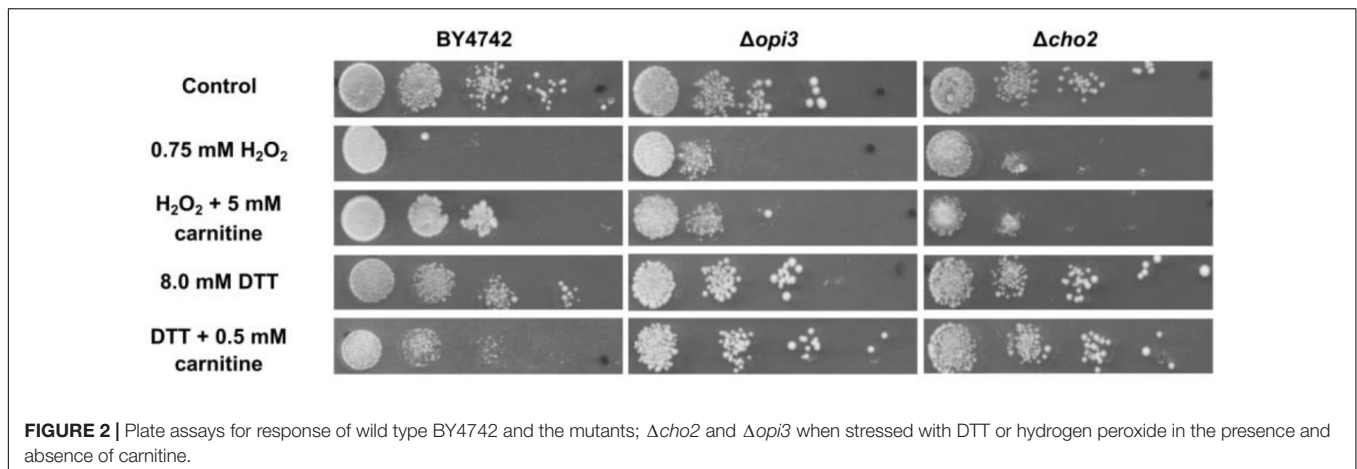 BY4742 Δopi3 Δcho2
Control
0.75 mM H₂O₂
H₂O₂ + 5 mM
carnitine
8.0 mM DTT
DTT + 0.5 mM
carnitine
FIGURE 2 | Plate assays for response of wild type BY4742 and the mutants; Δcho2 and Δopi3 when stressed with DTT or hydrogen peroxide in the presence and
absence of carnitine.